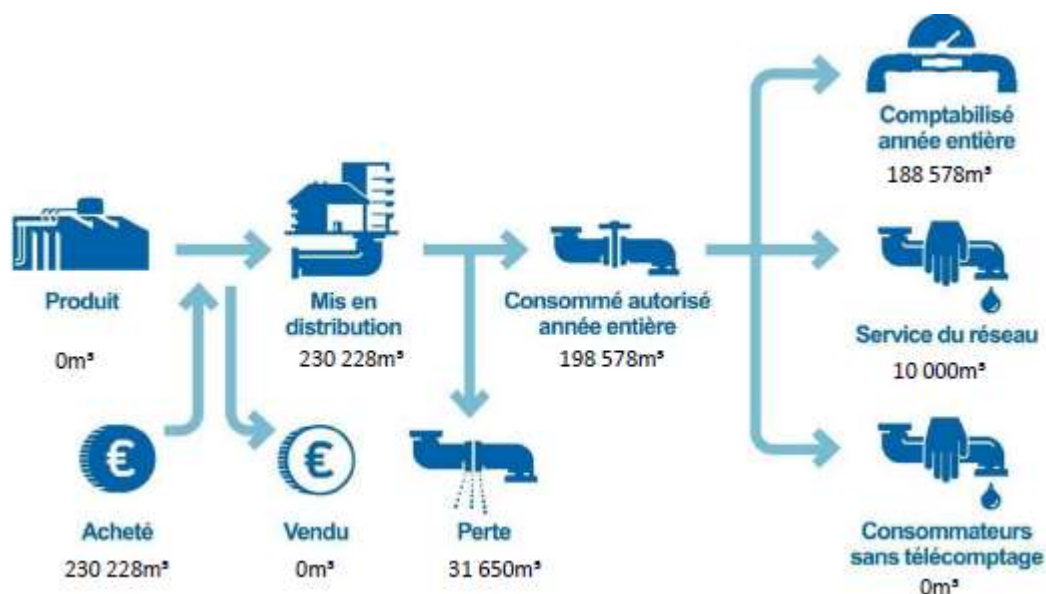 Comptabilisé
année entière
188 578m³
Produit
0m³
Mis en
distribution
230 228m³
Consommé autorisé
année entière
198 578m³
Service du réseau
10 000m³
€
Acheté
230 228m³
€
Vendu
0m³
Perte
31 650m³
Consommateurs
sans télécomptage
0m³